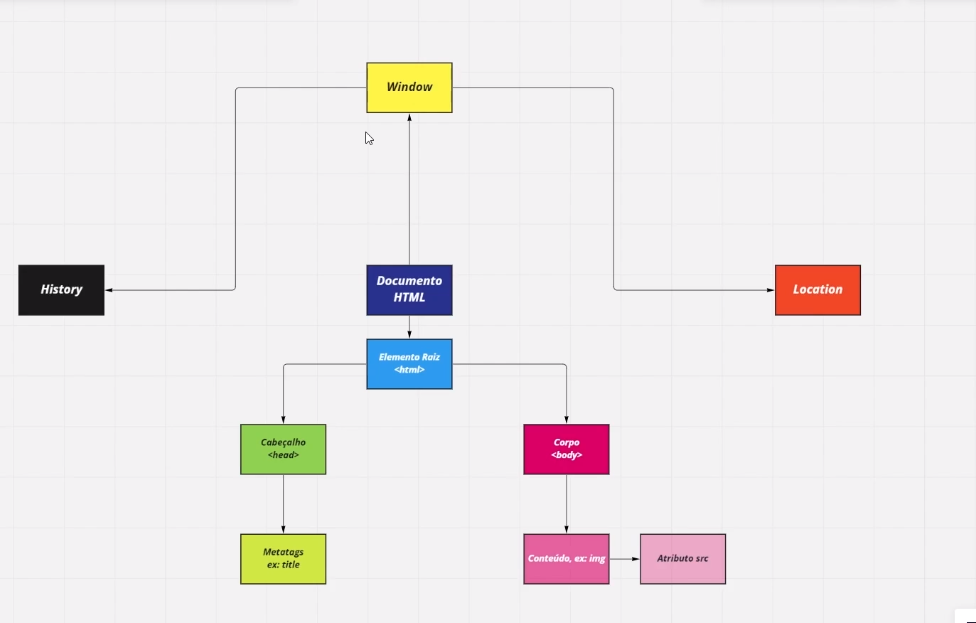 Window
History
Documento
HTML
Location
Elemento Raiz
<html>
Cabeçalho
<head>
Corpo
<body>
Metatags
ex: title
Conteúdo, ex: img
Atributo src